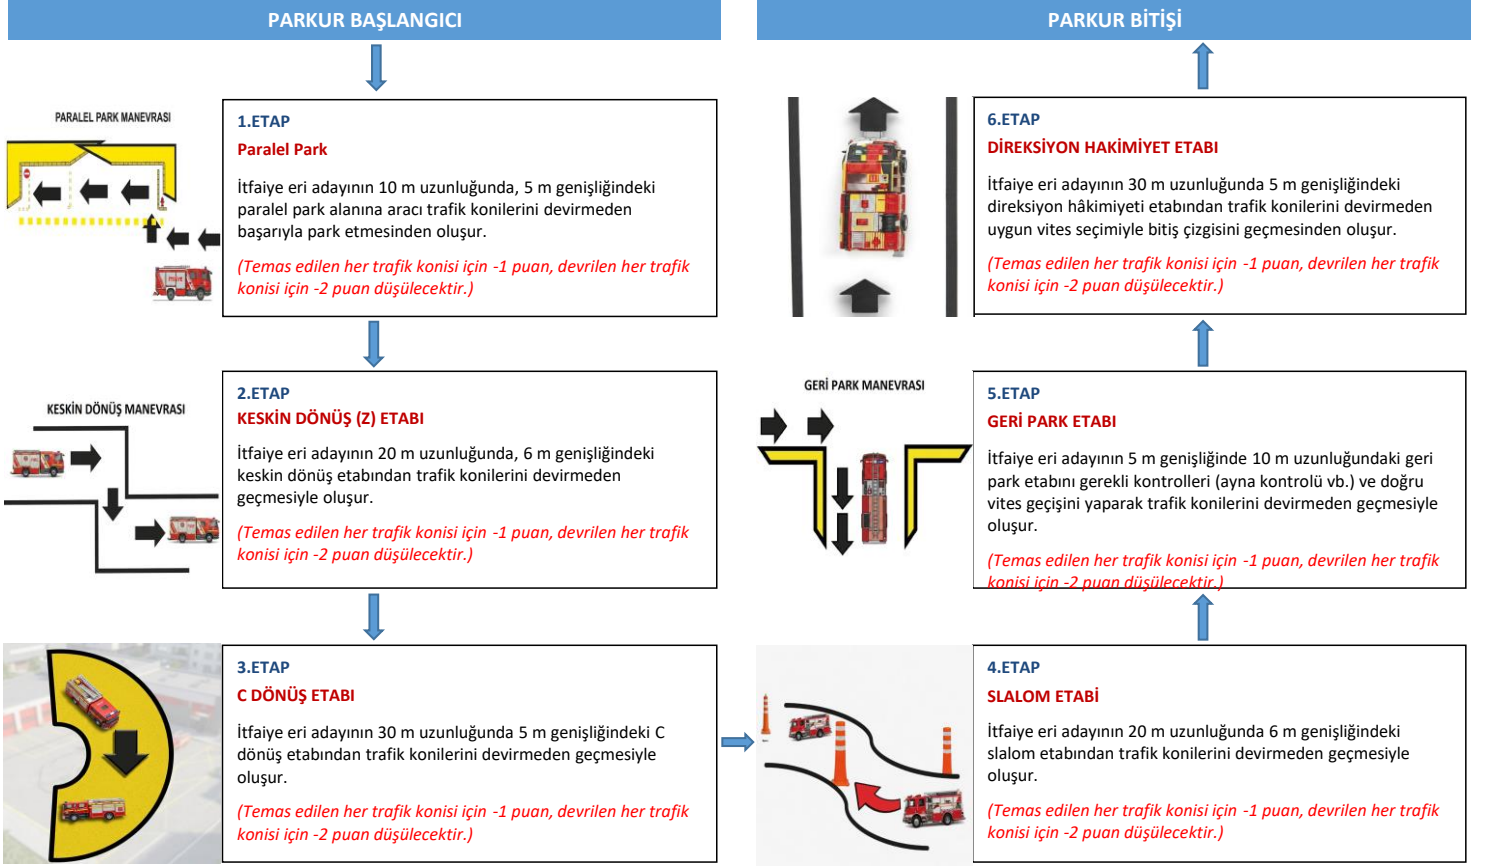 PARKUR BAŞLANGICI
PARALEL PARK MANEVRASI
1.ETAP
Paralel Park
İtfaiye eri adayının 10 m uzunluğunda, 5 m genişliğindeki
paralel park alanına aracı trafik konilerini devirmeden
başarıyla park etmesinden oluşur.
(Temas edilen her trafik konisi için -1 puan, devrilen her trafik
konisi için -2 puan düşülecektir.)
KESKİN DÖNÜŞ MANEVRASI
2.ETAP
KESKİN DÖNÜŞ (Z) ETABI
İtfaiye eri adayının 20 m uzunluğunda, 6 m genişliğindeki
keskin dönüş etabından trafik konilerini devirmeden
geçmesiyle oluşur.
(Temas edilen her trafik konisi için -1 puan, devrilen her trafik
konisi için -2 puan düşülecektir.)
3.ETAP
C DÖNÜŞ ETABI
İtfaiye eri adayının 30 m uzunluğunda 5 m genişliğindeki C
dönüş etabından trafik konilerini devirmeden geçmesiyle
oluşur.
(Temas edilen her trafik konisi için -1 puan, devrilen her trafik
konisi için -2 puan düşülecektir.)
PARKUR BİTİŞİ
6.ETAP
DİREKSİYON HAKİMİYET ETABI
İtfaiye eri adayının 30 m uzunluğunda 5 m genişliğindeki
direksiyon hâkimiyeti etabından trafik konilerini devirmeden
uygun vites seçimiyle bitiş çizgisini geçmesinden oluşur.
(Temas edilen her trafik konisi için -1 puan, devrilen her trafik
konisi için -2 puan düşülecektir.)
GERİ PARK MANEVRASI
5.ETAP
GERİ PARK ETABI
İtfaiye eri adayının 5 m genişliğinde 10 m uzunluğundaki geri
park etabını gerekli kontrolleri (ayna kontrolü vb.) ve doğru
vites geçişini yaparak trafik konilerini devirmeden geçmesiyle
oluşur.
(Temas edilen her trafik konisi için -1 puan, devrilen her trafik
konisi için -2 puan düşülecektir.)
4.ETAP
SLALOM ETABİ
İtfaiye eri adayının 20 m uzunluğunda 6 m genişliğindeki
slalom etabından trafik konilerini devirmeden geçmesiyle
oluşur.
(Temas edilen her trafik konisi için -1 puan, devrilen her trafik
konisi için -2 puan düşülecektir.)